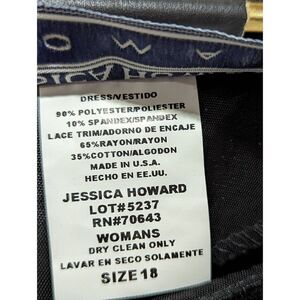 DRESS/VESTIDO
90% POLYESTER/POLIESTER
10% SPANDEX/SPANDEX
LACE TRIM/ADORNO DE ENCAJE
65%RAYON/RAYON
35%COTTON/ALGODON
MADE IN U.S.A.
HECHO EN EE.UU.
JESSICA HOWARD
LOT#5237
RN#70643
WOMANS
DRY CLEAN ONLY
LAVAR EN SECO SOLAMENTE
SIZE 18